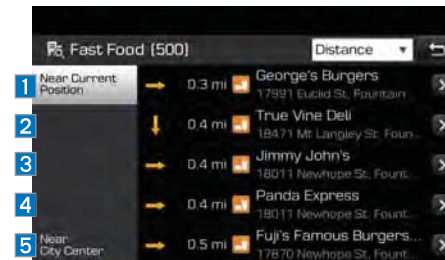 Fast Food (500)
Distance
1 Near Current Position
0.3 mi George's Burgers
17991 Euclid St, Fountain
2 0.4 mi True Vine Deli
18471 Mt Langley St, Foun...
3 0.4 mi Jimmy John's
18011 Newhope St, Fount...
4 0.4 mi Panda Express
18011 Newhope St, Fount...
5 Near City Center
0.5 mi Fuji's Famous Burgers...
17870 Newhope St, Fount...